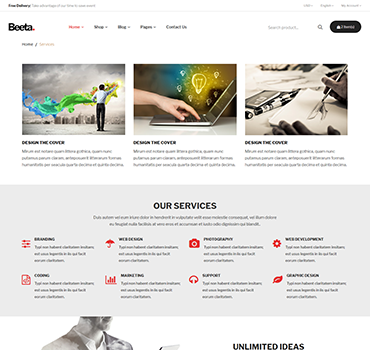 Free Delivery: Take advantage of our time to save event!
USD English My Account
Beeta.
Home Shop Blog Pages Contact Us
Search product...
Home / Services
DESIGN THE COVER
Mirum est notare quam littera gothica, quam nunc
putamus parum claram, anteposuerit litterarum formas
humanitatis per seacula quarta decima et quinta decima.
DESIGN THE COVER
Mirum est notare quam littera gothica, quam nunc
putamus parum claram, anteposuerit litterarum formas
humanitatis per seacula quarta decima et quinta decima.
DESIGN THE COVER
Mirum est notare quam littera gothica, quam nunc
putamus parum claram, anteposuerit litterarum formas
humanitatis per seacula quarta decima et quinta decima.
OUR SERVICES
Duis autem vel eum iriure dolor in hendrerit in vulputate velit esse molestie consequat, vel illum dolore
eu feugiat nulla facilisis at vero eros et accumsan et iusto odio dignissim qui blandit.
BRANDING
Typi non habent claritatem insitam;
est usus legentis in iis qui facit
eorum claritatem.
WEB DESIGN
Typi non habent claritatem insitam;
est usus legentis in iis qui facit
eorum claritatem.
PHOTOGRAPHY
Typi non habent claritatem insitam;
est usus legentis in iis qui facit
eorum claritatem.
WEB DEVELOPMENT
Typi non habent claritatem insitam;
est usus legentis in iis qui facit
eorum claritatem.
CODING
Typi non habent claritatem insitam;
est usus legentis in iis qui facit
eorum claritatem.
MARKETING
Typi non habent claritatem insitam;
est usus legentis in iis qui facit
eorum claritatem.
SUPPORT
Typi non habent claritatem insitam;
est usus legentis in iis qui facit
eorum claritatem.
GRAPHIC DESIGN
Typi non habent claritatem insitam;
est usus legentis in iis qui facit
eorum claritatem.
UNLIMITED IDEAS